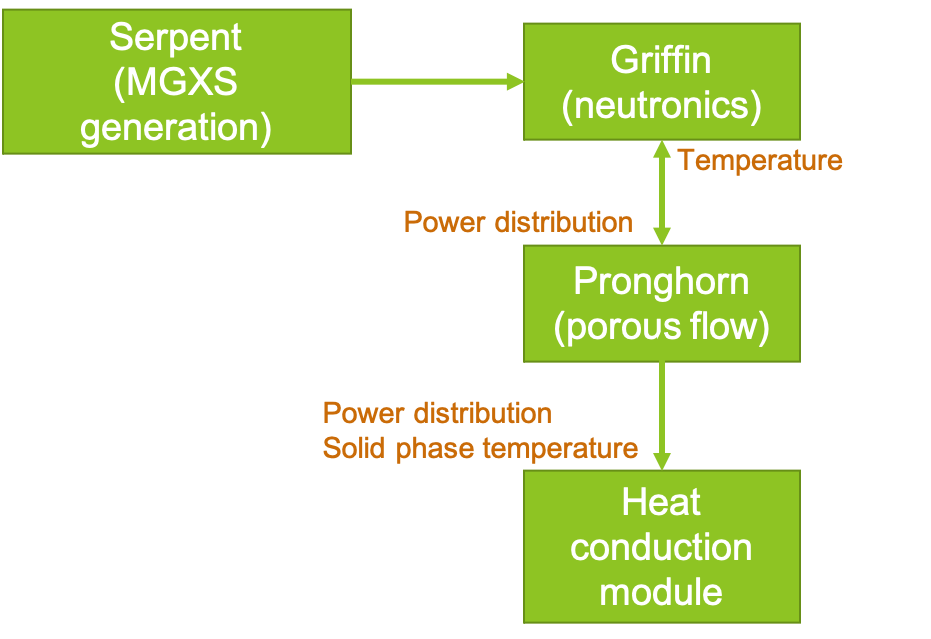 Serpent
(MGXS
generation)
Griffin
(neutronics)
Temperature
Power distribution
Pronghorn
(porous flow)
Power distribution
Solid phase temperature
Heat
conduction
module